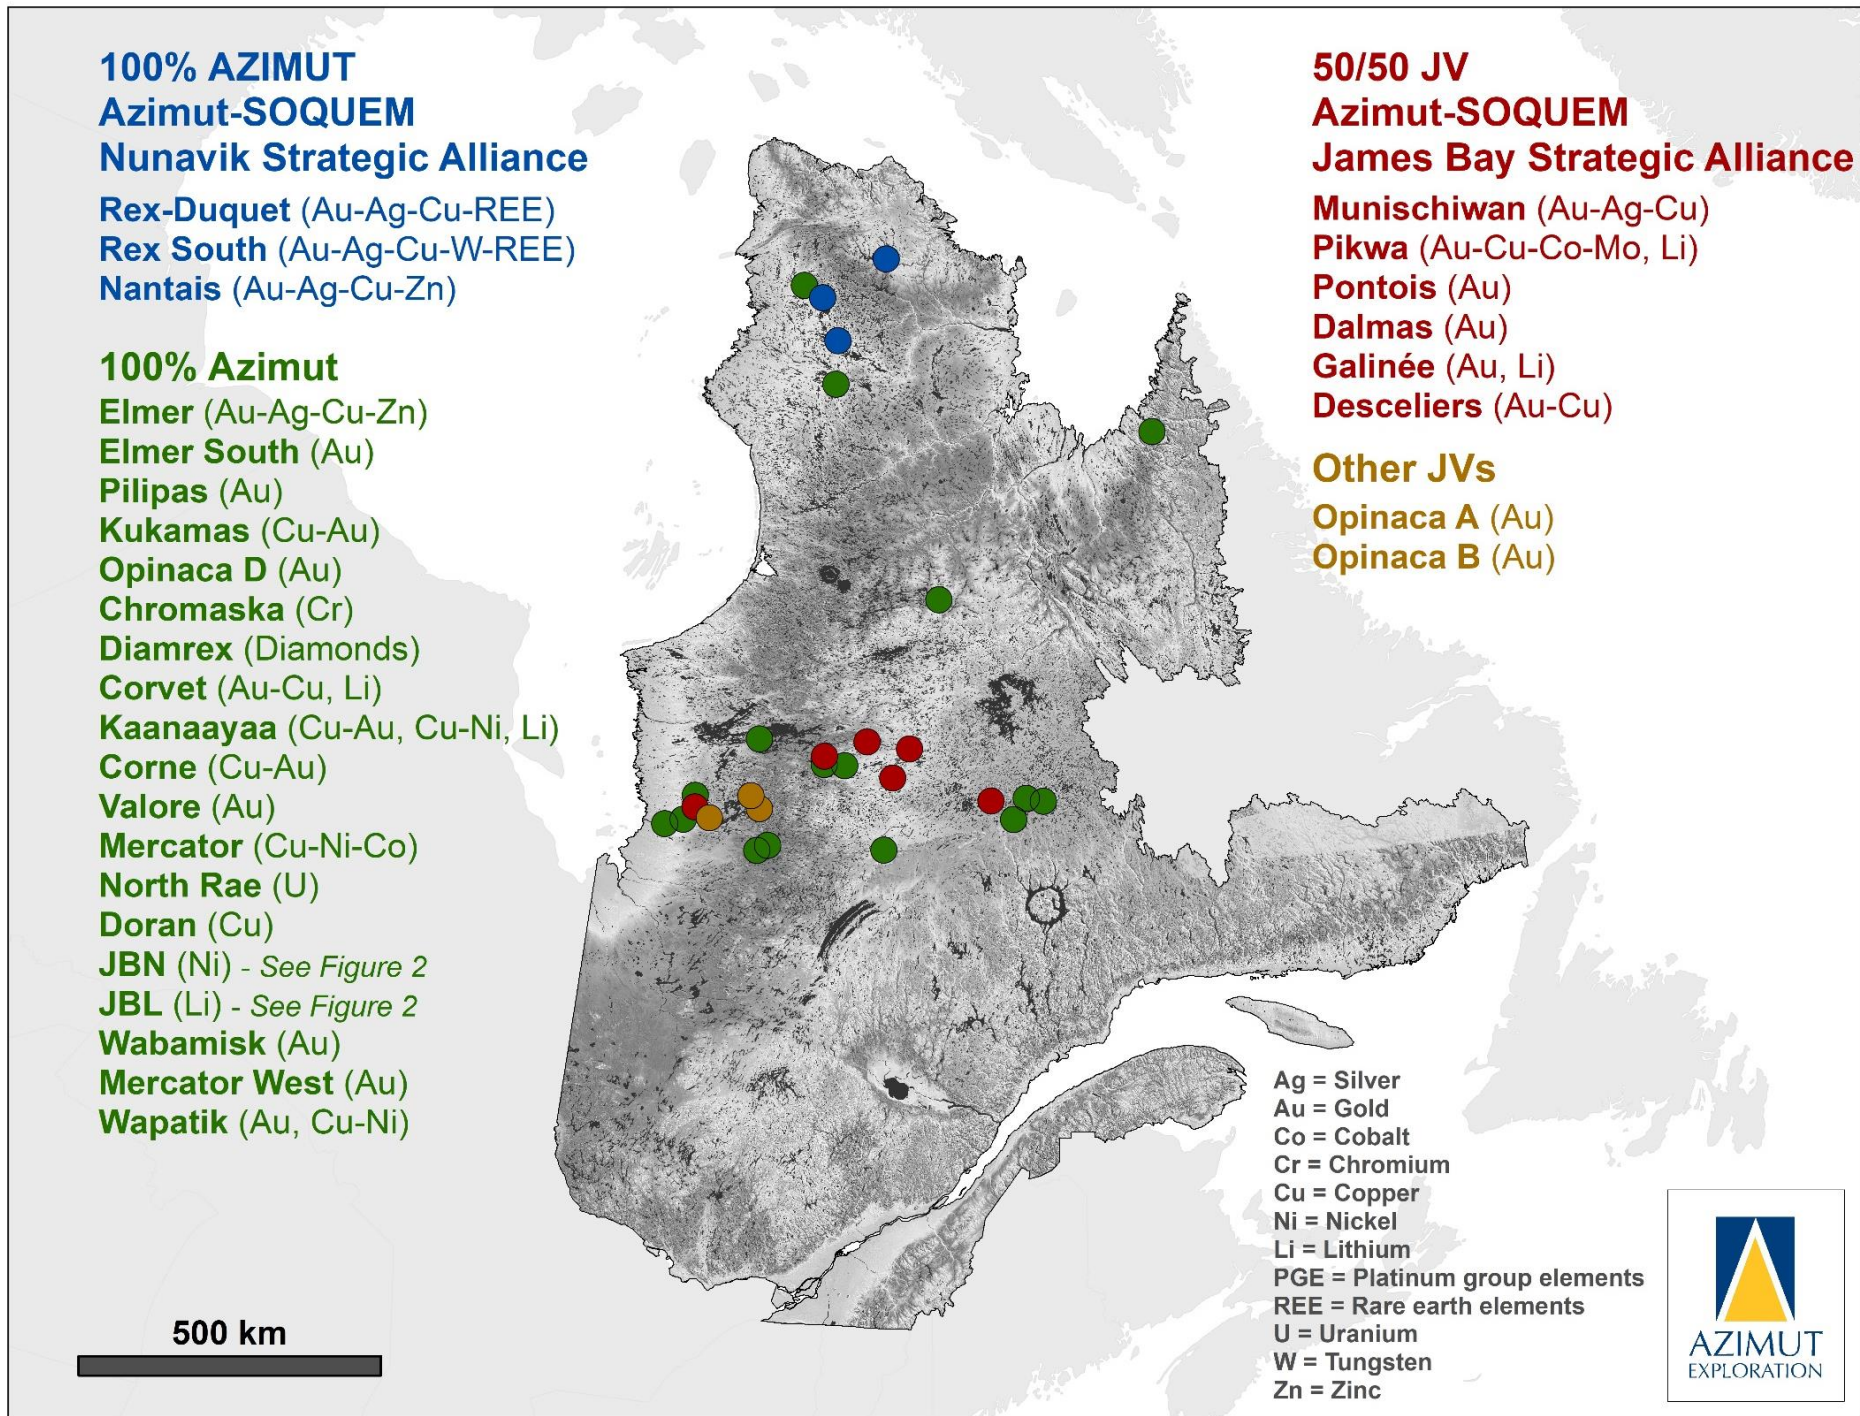 100% AZIMUT
Azimut-SOQUEM
Nunavik Strategic Alliance
Rex-Duquet (Au-Ag-Cu-REE)
Rex South (Au-Ag-Cu-W-REE)
Nantais (Au-Ag-Cu-Zn)
100% Azimut
Elmer (Au-Ag-Cu-Zn)
Elmer South (Au)
Pilipas (Au)
Kukamas (Cu-Au)
Opinaca D (Au)
Chromaska (Cr)
Diamrex (Diamonds)
Corvet (Au-Cu, Li)
Kaanaayaa (Cu-Au, Cu-Ni, Li)
Corne (Cu-Au)
Valore (Au)
Mercator (Cu-Ni-Co)
North Rae (U)
Doran (Cu)
JBN (Ni) - See Figure 2
JBL (Li) - See Figure 2
Wabamisk (Au)
Mercator West (Au)
Wapatik (Au, Cu-Ni)
500 km
50/50 JV
Azimut-SOQUEM
James Bay Strategic Alliance
Munischiwan (Au-Ag-Cu)
Pikwa (Au-Cu-Co-Mo, Li)
Pontois (Au)
Dalmas (Au)
Galinée (Au, Li)
Desceliers (Au-Cu)
Other JVs
Opinaca A (Au)
Opinaca B (Au)
Ag = Silver
Au = Gold
Co = Cobalt
Cr = Chromium
Cu = Copper
Ni = Nickel
Li = Lithium
PGE = Platinum group elements
REE = Rare earth elements
U = Uranium
W = Tungsten
Zn = Zinc
AZIMUT
EXPLORATION